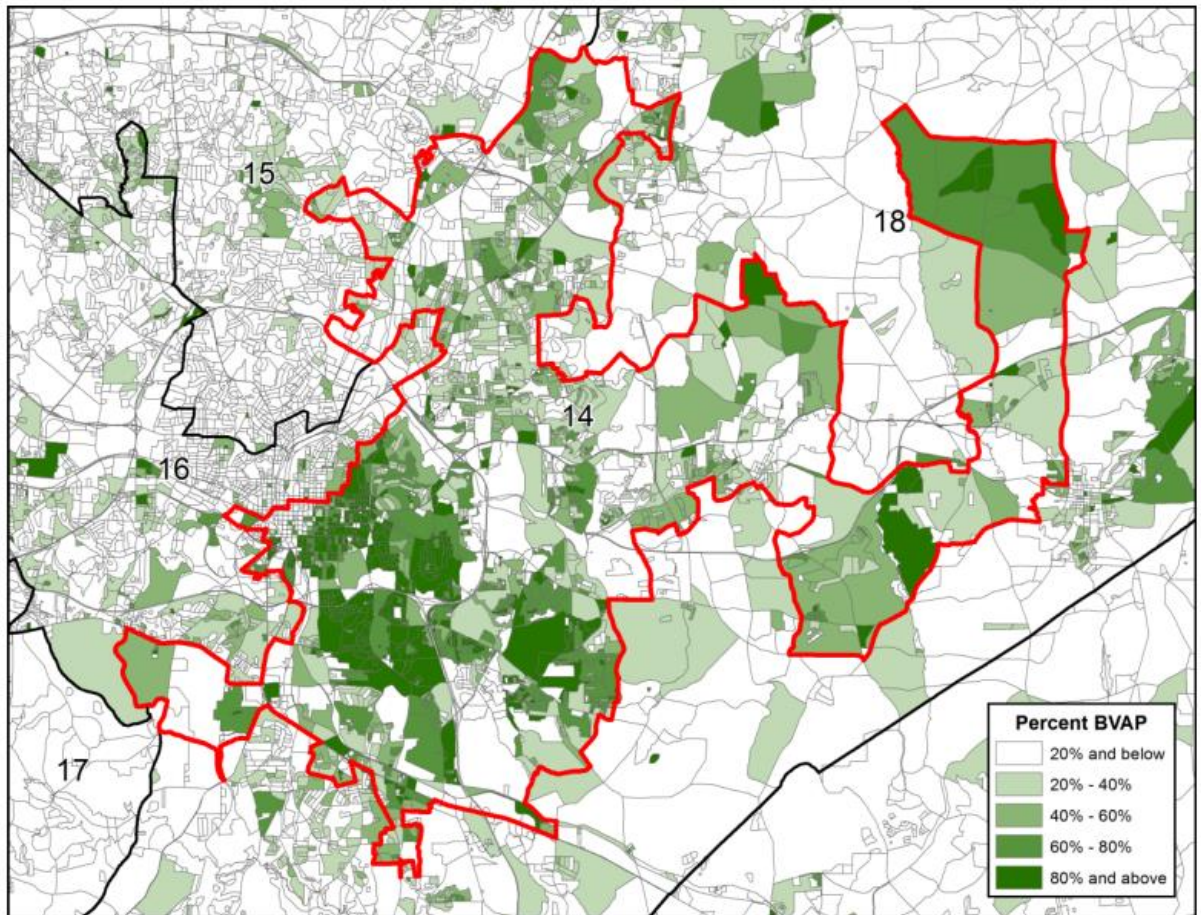 15
18
14
16
17
Percent BVAP
20% and below
20% - 40%
40% - 60%
60% - 80%
80% and above